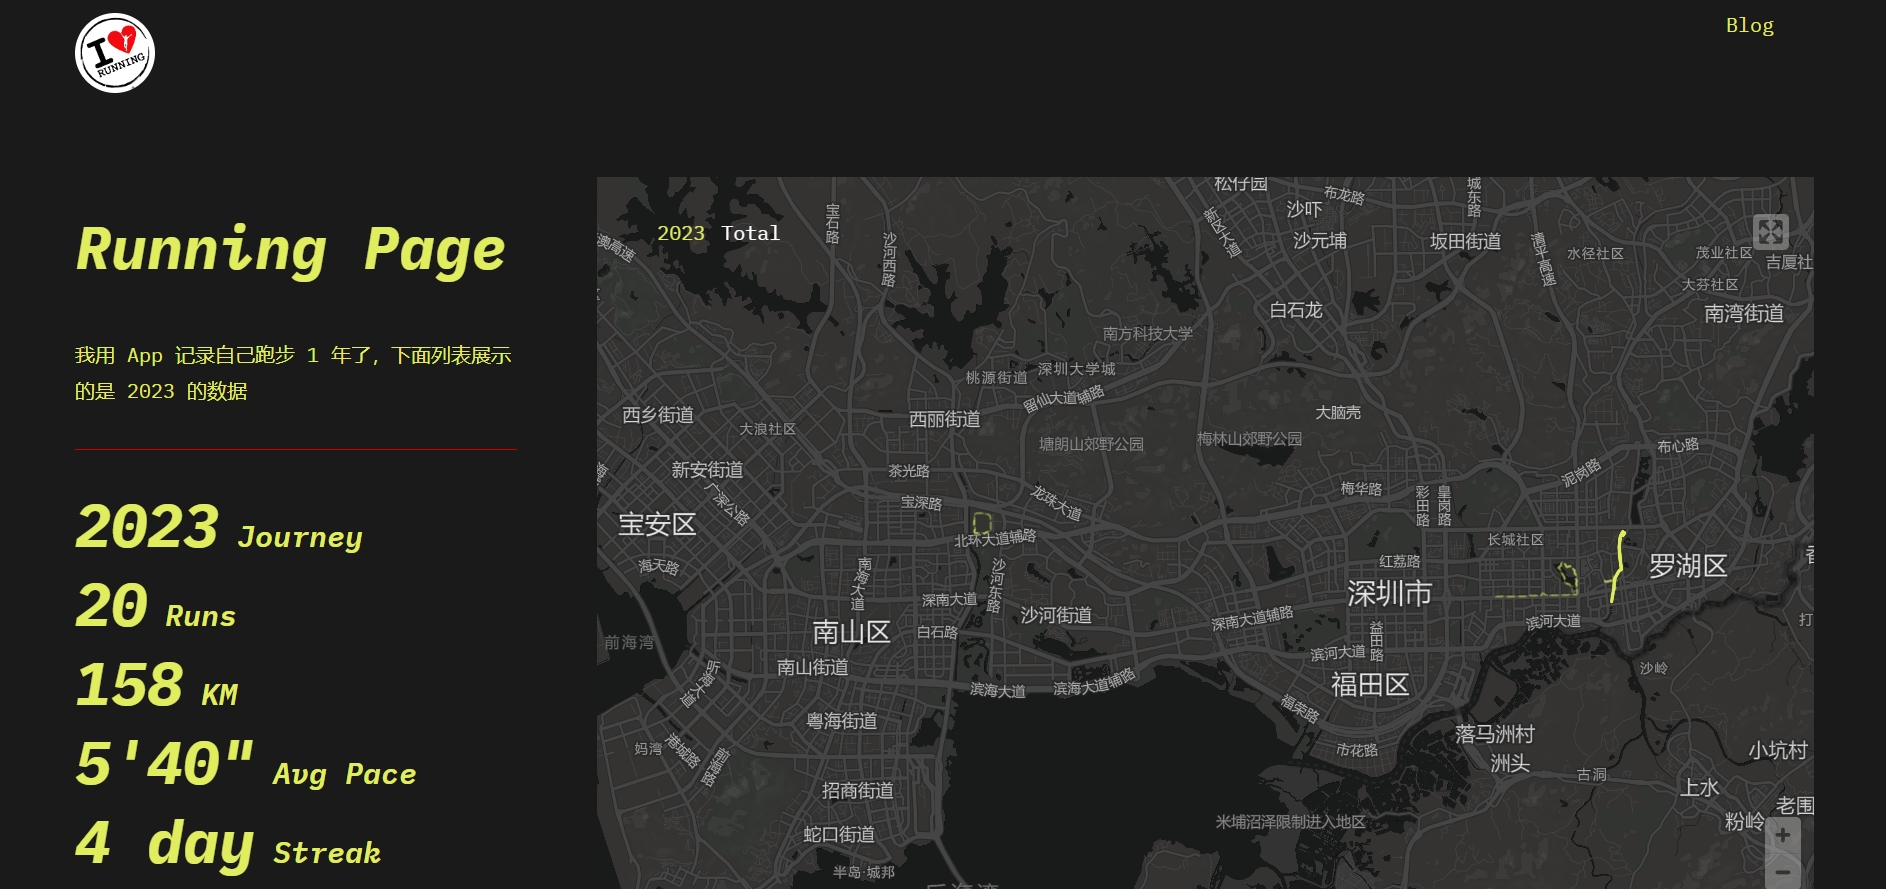 I
RUNNING
Blog
Running Page
我用 App 记录自己跑步 1 年了, 下面列表展示
的是 2023 的数据
2023 Journey
20 Runs
158 KM
5'40" Avg Pace
4 day Streak
2023 Total
松仔园
布龙路
城东路
宝石路
沙吓
新区大道
沙河西路
沙元埔
坂田街道
清平高速
水径社区
茂业社区
吉厦社
大芬社区
白石龙
南湾街道
南方科技大学
深圳大学城
桃源街道
留仙大道辅路
西乡街道
西丽街道
大脑壳
大浪社区
塘朗山郊野公园
梅林山郊野公园
布心路
新安街道
茶光路
泥岗路
广深公路
宝深路
龙珠大道
梅华路
彩田路
皇岗路
宝安区
北环大道辅路
长城社区
海天路
南海大道
沙河东路
红荔路
罗湖区
深圳市
深南大道
沙河街道
深南大道辅路
滨河大道
打
前海湾
南山区
白石路
益田路
滨河大道
南山街道
沙岭
听海大道
滨海大道
滨海大道辅路
福田区
福荣路
粤海街道
落马洲村
妈湾
港城路
前湾路
市花路
小坑村
洲头
古洞
招商街道
上水
老围
米埔沼泽限制进入地区
粉岭
蛇口街道
半岛·城邦
+
−